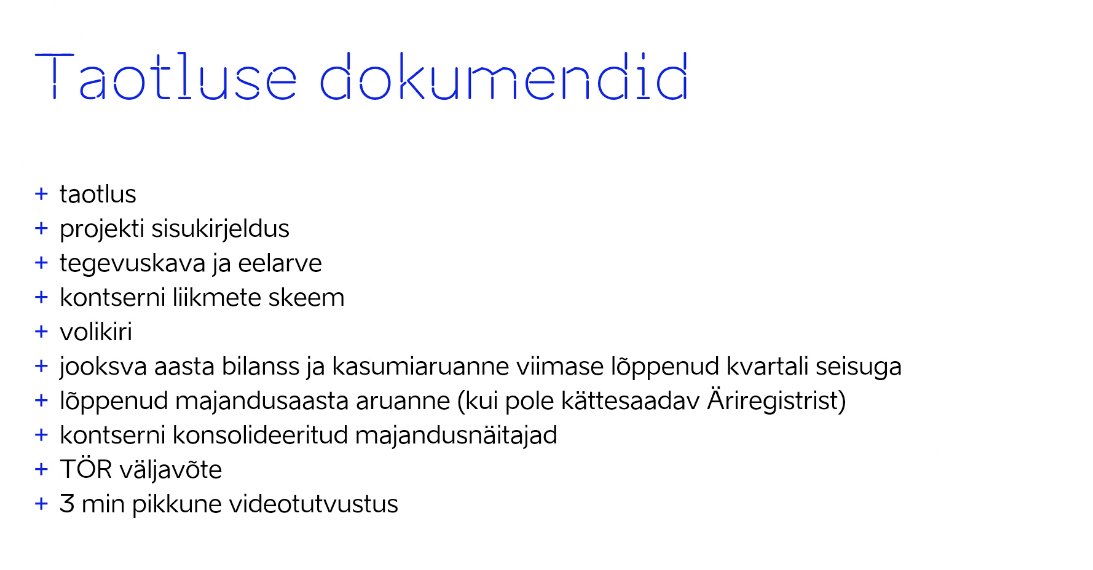 Taotluse dokumendid
+ taotlus
+ projekti sisukirjeldus
+ tegevuskava ja eelarve
+ kontserni liikmete skeem
+ volikiri
+ jooksva aasta bilanss ja kasumiaruanne viimase lõppenud kvartali seisuga
+ lõppenud majandusaasta aruanne (kui pole kättesaadav Äriregistrist)
+ kontserni konsolideeritud majandusnäitajad
+ TÖR väljavõte
+ 3 min pikkune videotutvustus